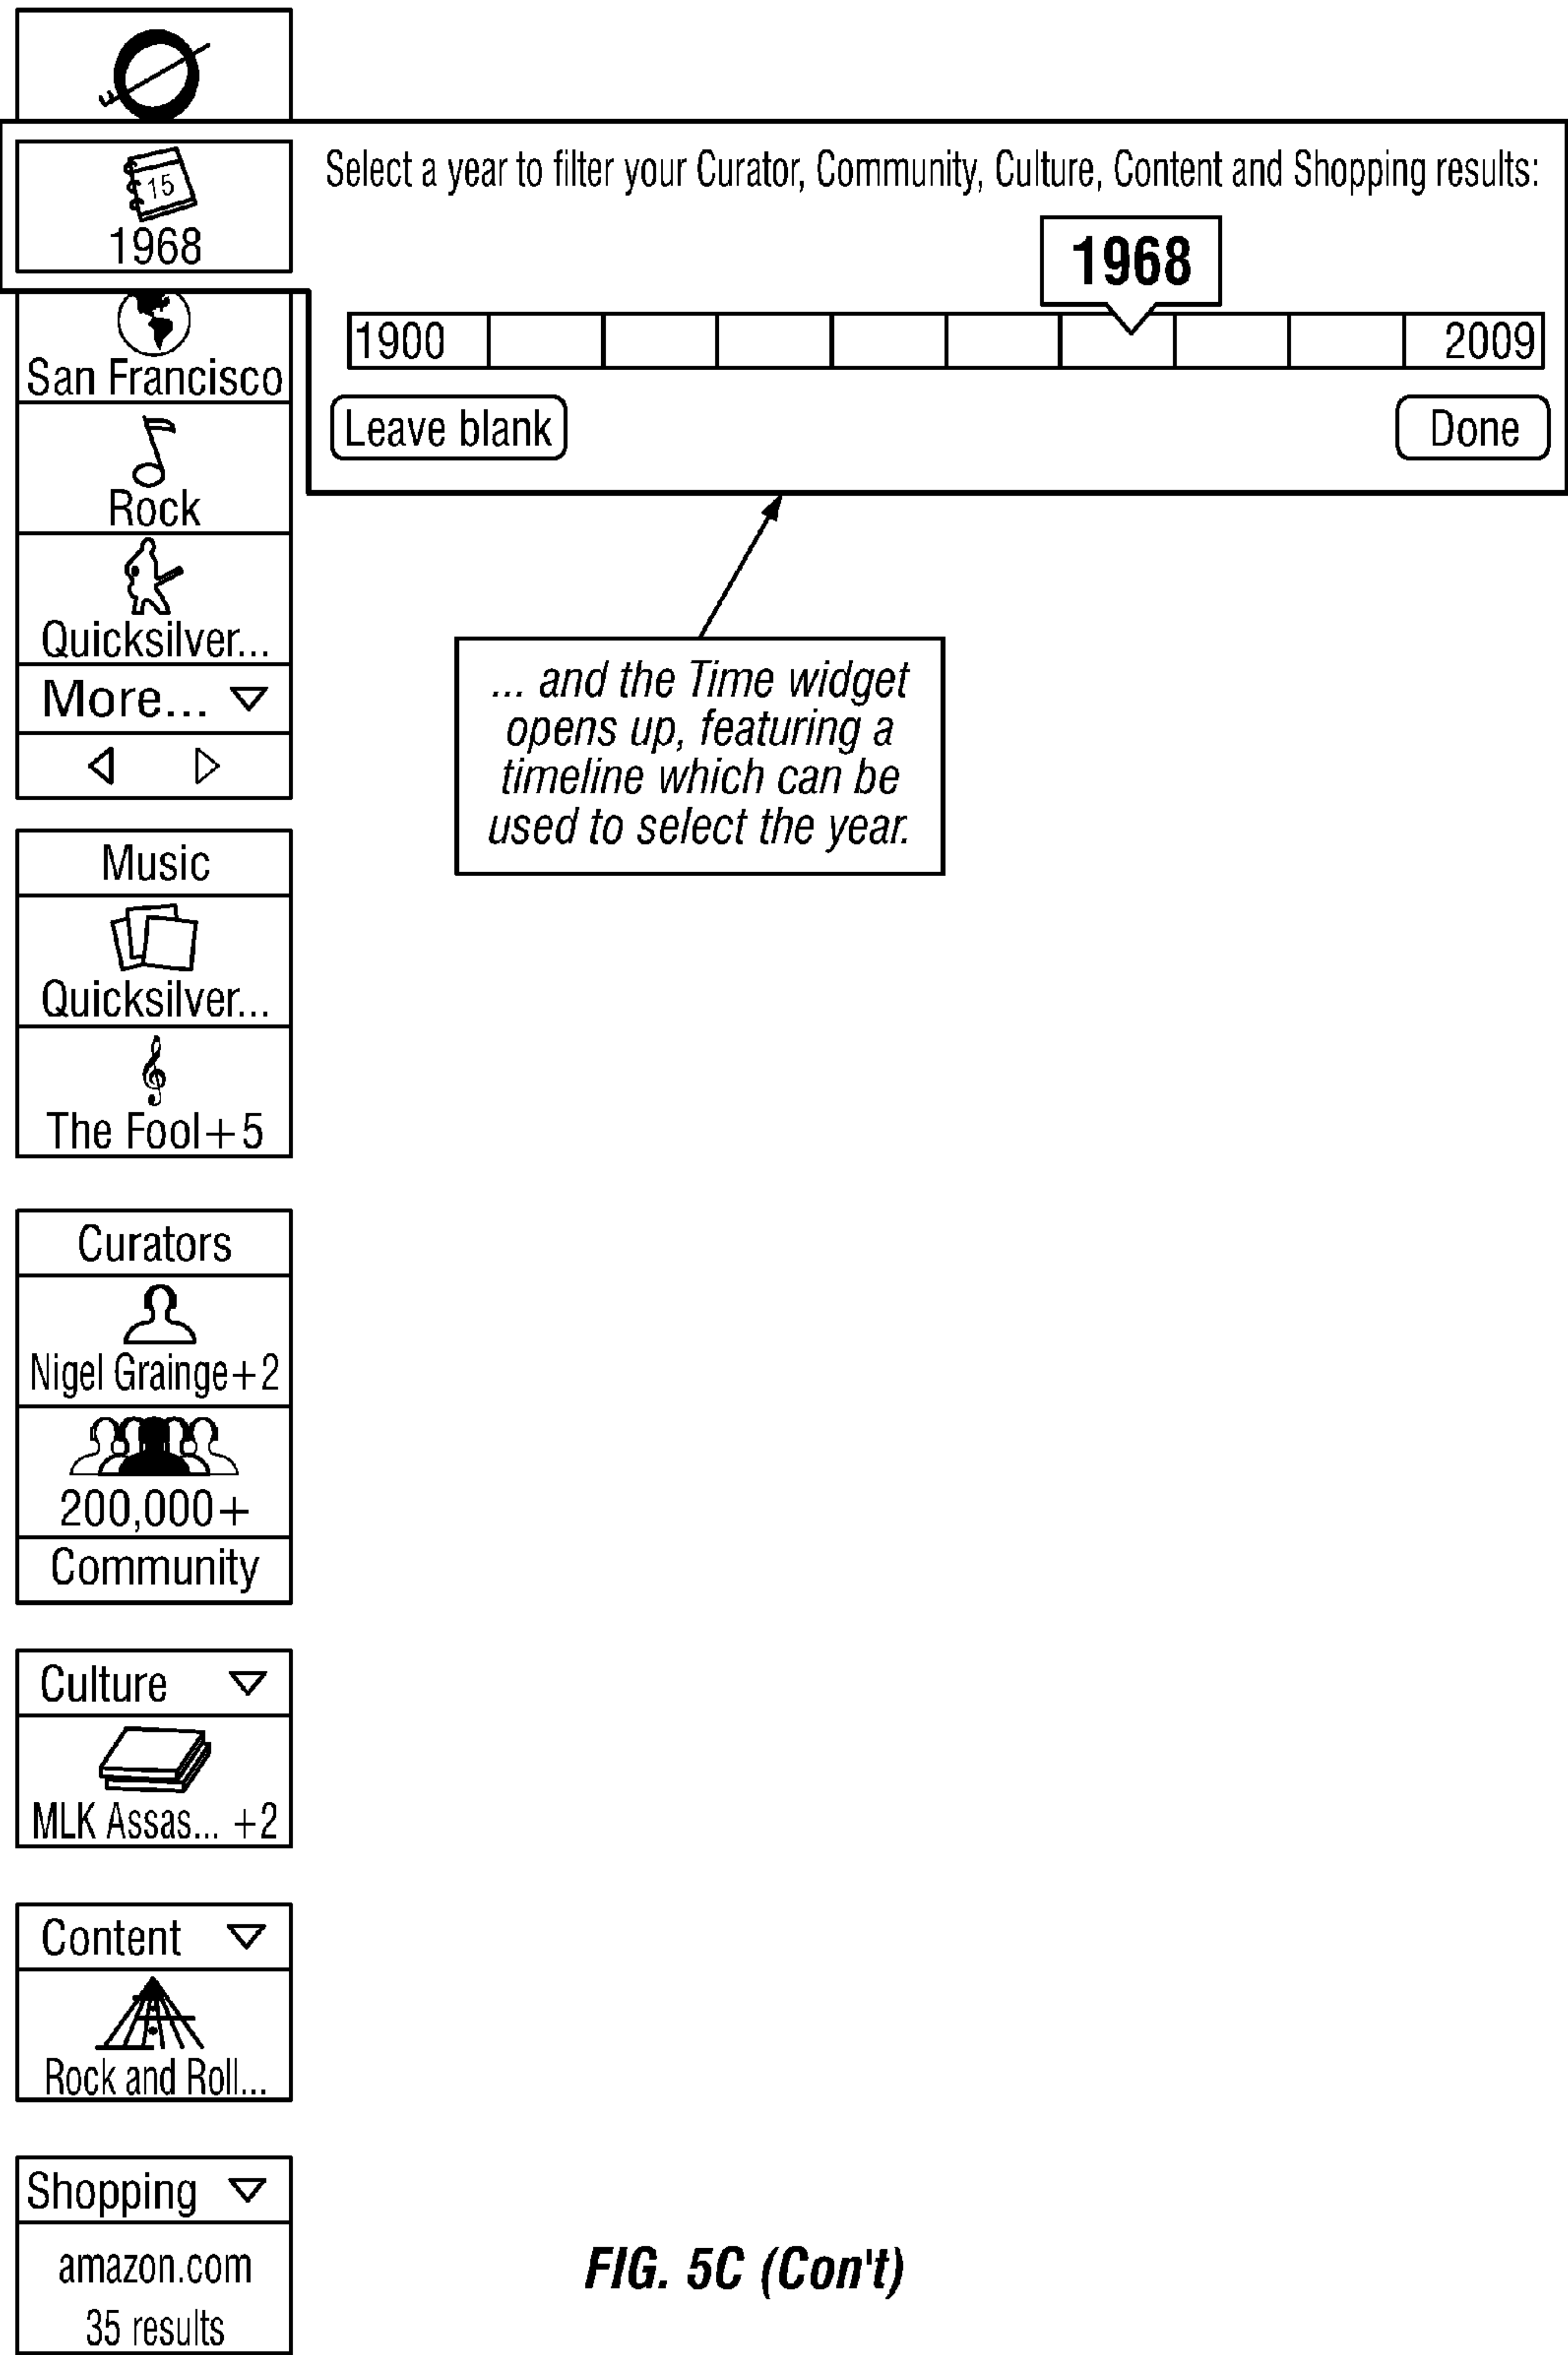 15
1968
Select a year to filter your Curator, Community, Culture, Content and Shopping results:
1968
1900
2009
Leave blank
Done
San Francisco
Rock
Quicksilver...
More...
... and the Time widget
opens up, featuring a
timeline which can be
used to select the year.
Music
Quicksilver...
The Fool+5
Curators
Nigel Grainge+2
200,000+
Community
Culture
MLK Assas... +2
Content
Rock and Roll...
Shopping
amazon.com
35 results
FIG. 5C (Con't)